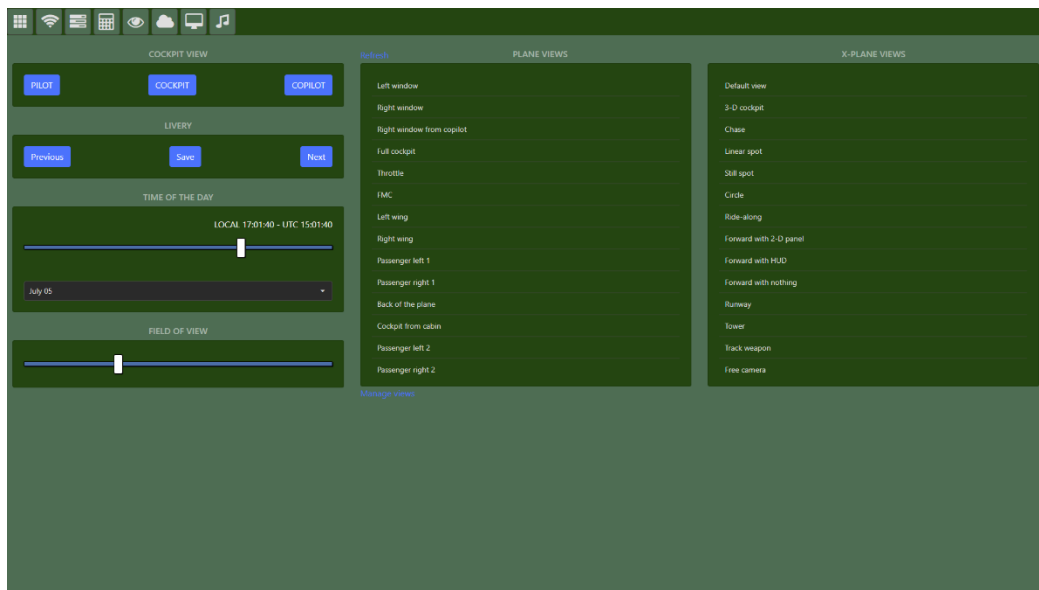 COCKPIT VIEW
PILOT
COCKPIT
COPILOT
LIVERY
Previous
Save
Next
TIME OF THE DAY
LOCAL 17:01:40 - UTC 15:01:40
July 05
FIELD OF VIEW
Refresh
PLANE VIEWS
Left window
Right window
Right window from copilot
Full cockpit
Throttle
FMC
Left wing
Right wing
Passenger left 1
Passenger right 1
Back of the plane
Cockpit from cabin
Passenger left 2
Passenger right 2
Manage views
X-PLANE VIEWS
Default view
3-D cockpit
Chase
Linear spot
Still spot
Circle
Ride-along
Forward with 2-D panel
Forward with HUD
Forward with nothing
Runway
Tower
Track weapon
Free camera